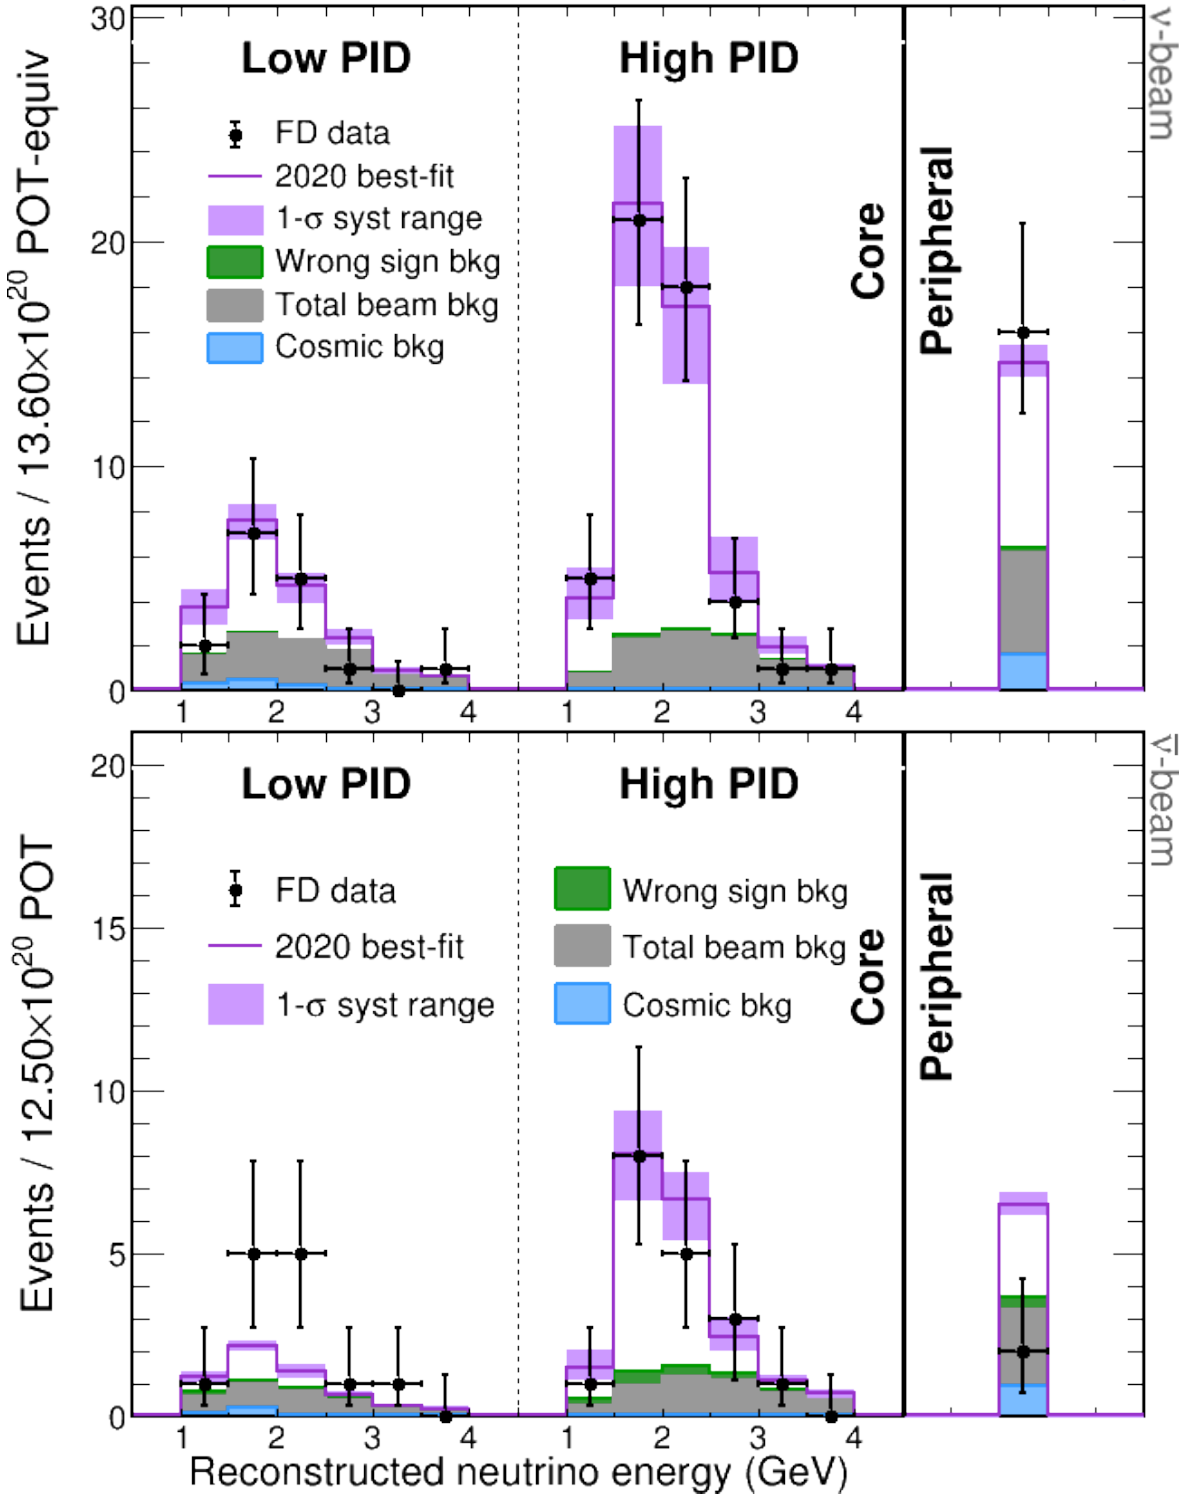 30
20
10
0
Events / 13.60×10²⁰ POT-equiv
Low PID
High PID
FD data
2020 best-fit
1-σ syst range
Wrong sign bkg
Total beam bkg
Cosmic bkg
Core
Peripheral
ν-beam
1 2 3 4 1 2 3 4
20
15
10
5
0
Events / 12.50×10²⁰ POT
Low PID
High PID
FD data
2020 best-fit
1-σ syst range
Wrong sign bkg
Total beam bkg
Cosmic bkg
Core
Peripheral
ν̄-beam
1 2 3 4 1 2 3 4
Reconstructed neutrino energy (GeV)